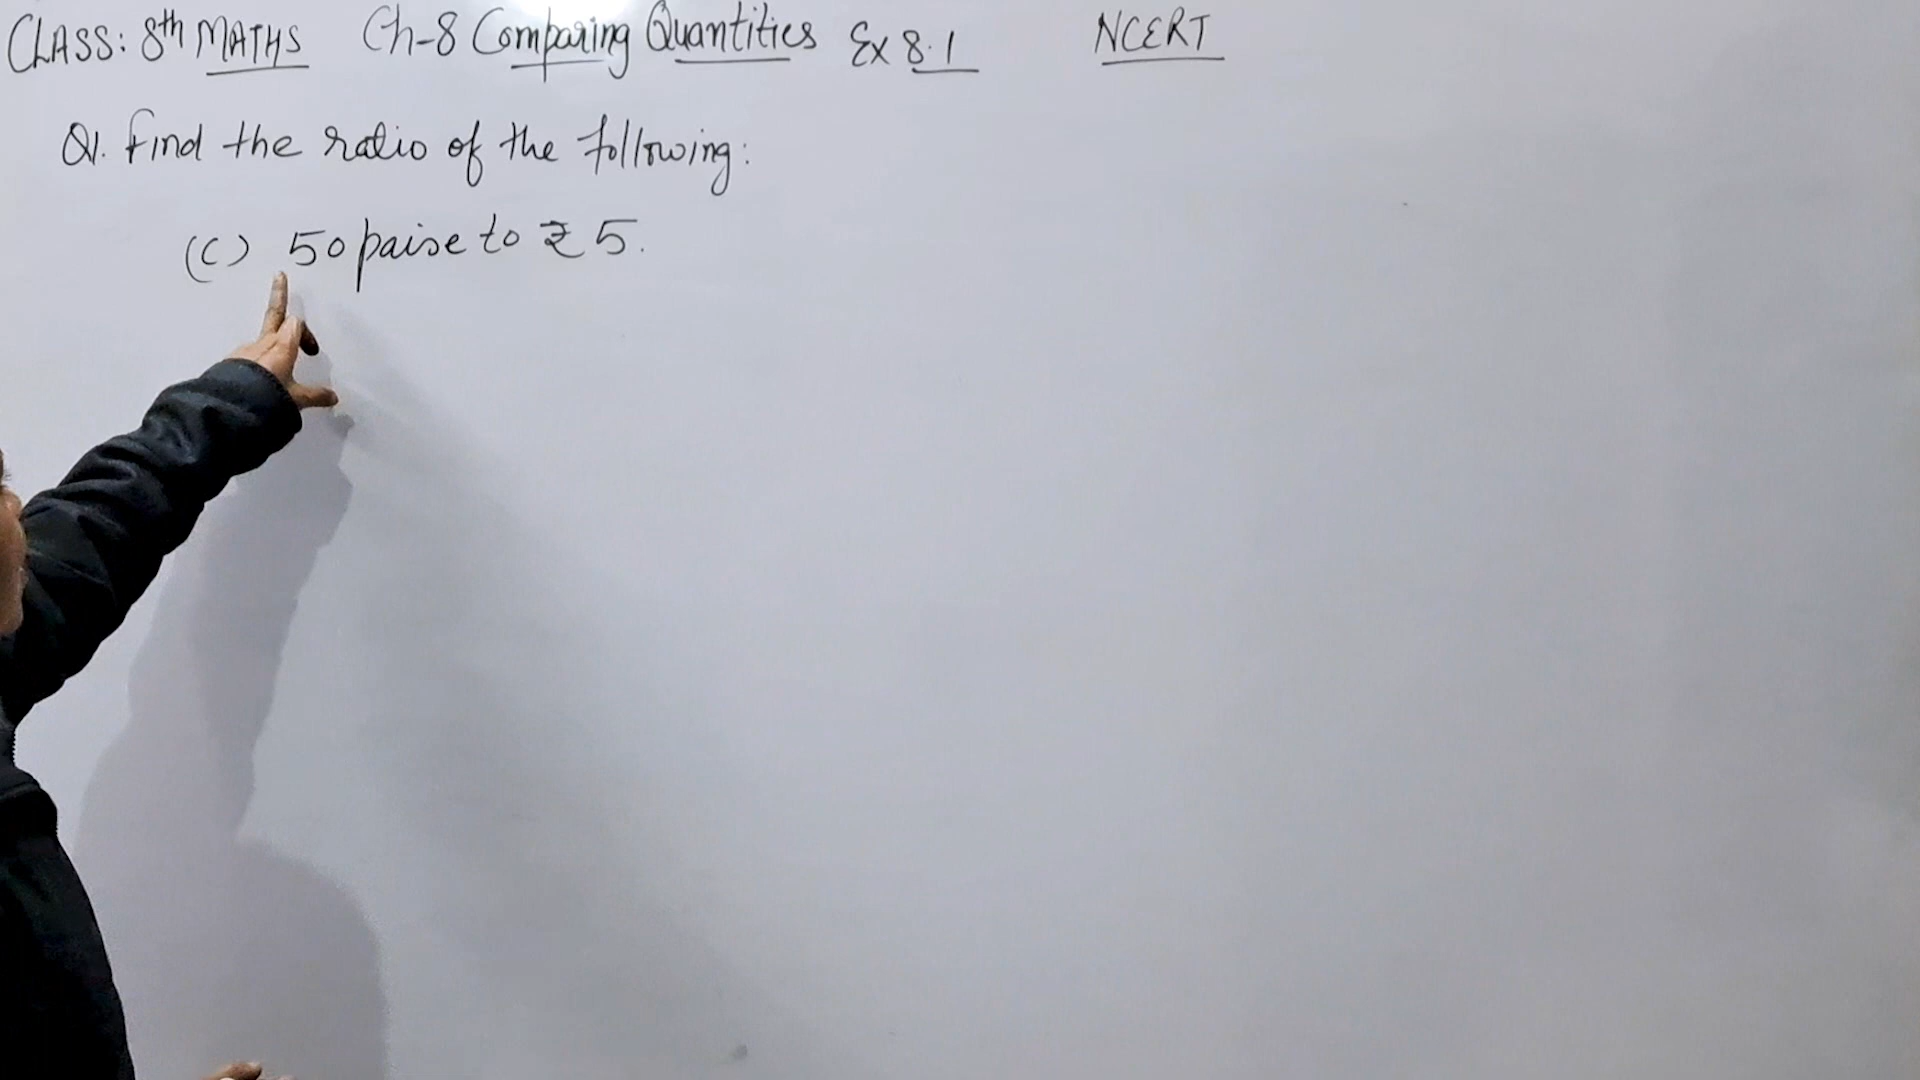 CLASS: 8th MATHS Ch-8 Comparing Quantities Ex 8.1 NCERT
Q1. Find the ratio of the following:
(C) 50 paise to ₹ 5.